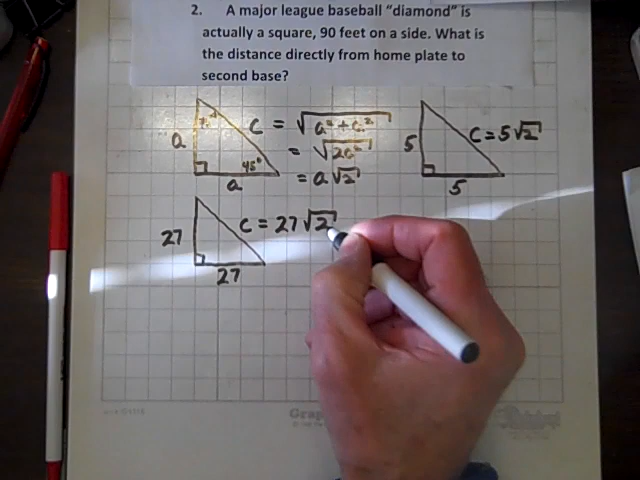 2. A major league baseball “diamond” is
actually a square, 90 feet on a side. What is
the distance directly from home plate to
second base?
a
45°
a
c = √a²+a²
= √2a²
= a√2
5
5
c = 5√2
27
27
c = 27√2